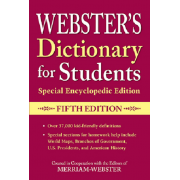 WEBSTER'S
Dictionary
for Students
Special Encyclopedic Edition
FIFTH EDITION
• Over 37,000 kid-friendly definitions
• Special sections for homework help include:
World Maps, Branches of Government,
U.S. Presidents, and American History
Created in Cooperation with the Editors of
MERRIAM-WEBSTER